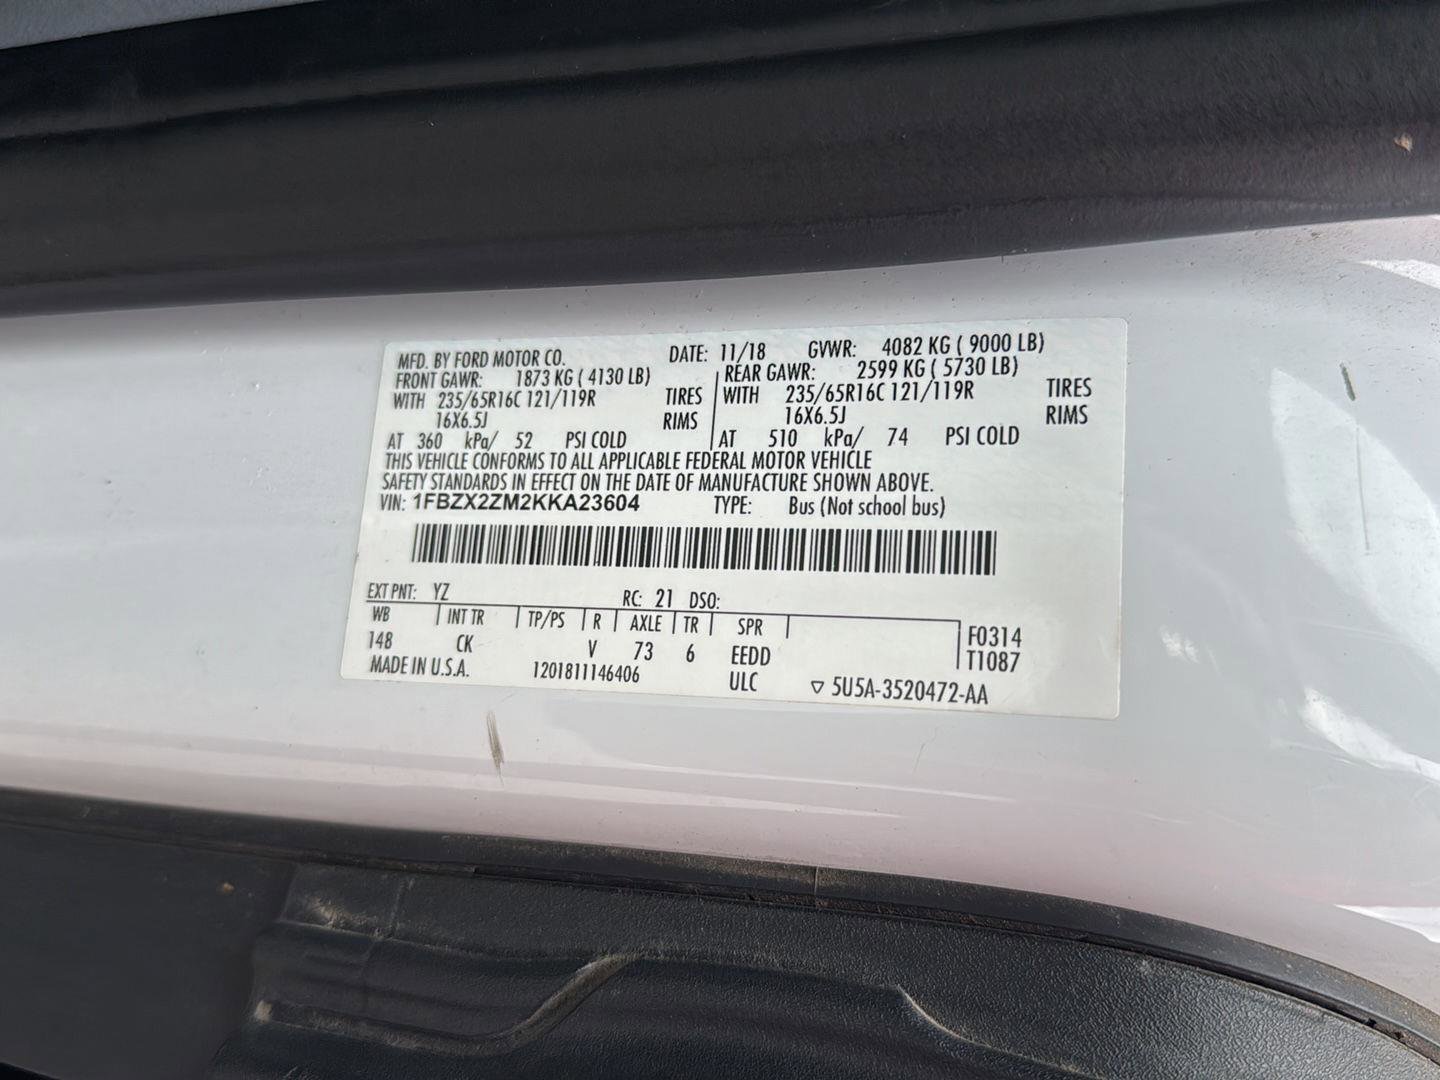 MFD. BY FORD MOTOR CO. DATE: 11/18 GVWR: 4082 KG ( 9000 LB)
FRONT GAWR: 1873 KG ( 4130 LB) REAR GAWR: 2599 KG ( 5730 LB)
WITH 235/65R16C 121/119R TIRES WITH 235/65R16C 121/119R TIRES
16X6.5J RIMS 16X6.5J RIMS
AT 360 kPa/ 52 PSI COLD AT 510 kPa/ 74 PSI COLD
THIS VEHICLE CONFORMS TO ALL APPLICABLE FEDERAL MOTOR VEHICLE
SAFETY STANDARDS IN EFFECT ON THE DATE OF MANUFACTURE SHOWN ABOVE.
VIN: 1FBZX2ZM2KKA23604 TYPE: Bus (Not school bus)
EXT PNT: YZ RC: 21 DSO:
WB INT TR TP/PS R AXLE TR SPR F0314
148 CK V 73 6 EEDD T1087
MADE IN U.S.A. 1201811146406 ULC ▽ 5U5A-3520472-AA